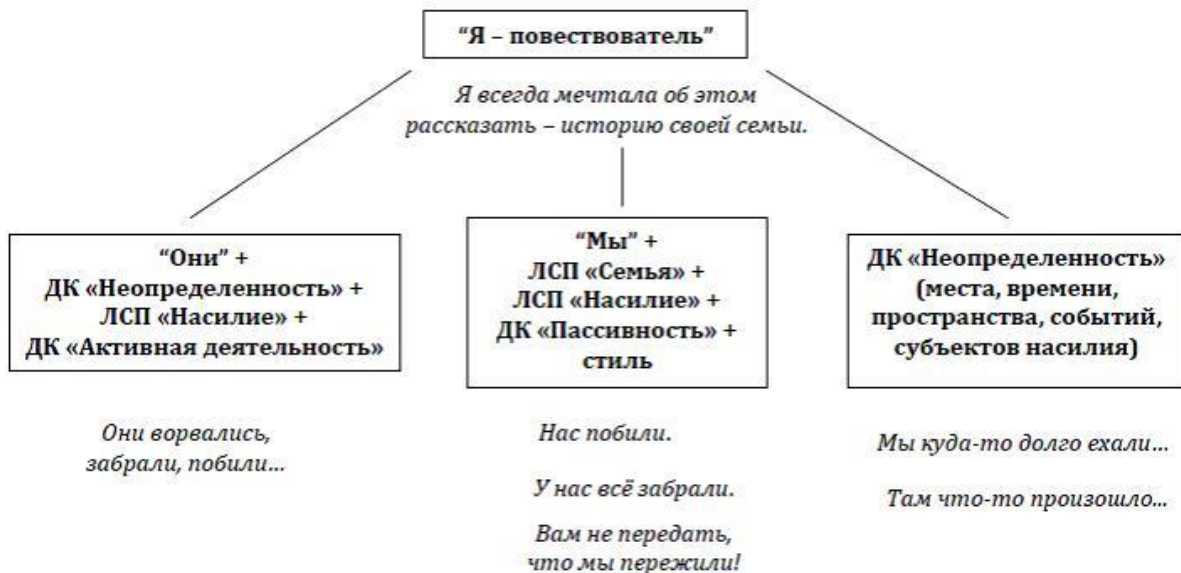 “Я – повествователь”
Я всегда мечтала об этом
рассказать – историю своей семьи.
“Они” +
ДК «Неопределенность» +
ЛСП «Насилие» +
ДК «Активная деятельность»
Они ворвались,
забрали, побили...
“Мы” +
ЛСП «Семья» +
ЛСП «Насилие» +
ДК «Пассивность» +
стиль
Нас побили.
У нас всё забрали.
Вам не передать,
что мы пережили!
ДК «Неопределенность»
(места, времени,
пространства, событий,
субъектов насилия)
Мы куда-то долго ехали...
Там что-то произошло...